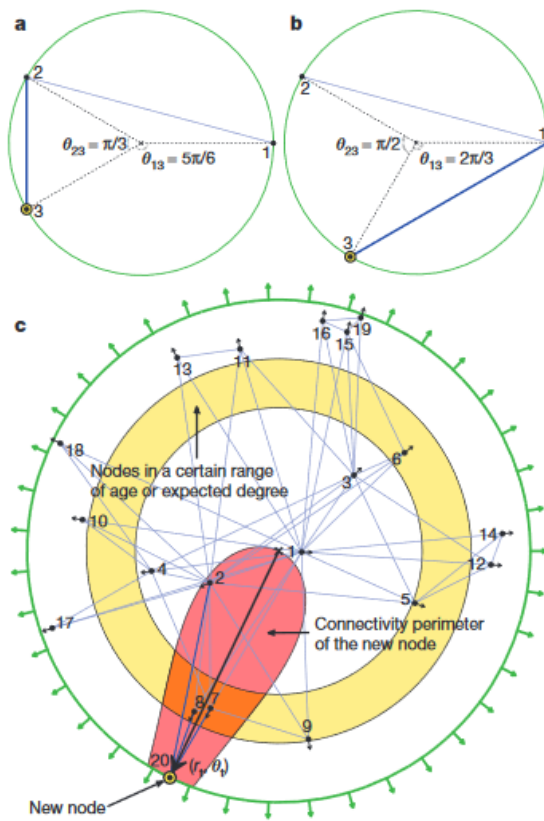 a
2
θ23 = π/3
θ13 = 5π/6
1
3
b
2
θ23 = π/2
θ13 = 2π/3
1
3
c
16
19
15
13
11
18
Nodes in a certain range
of age or expected degree
6
3
10
14
4
1
12
2
5
17
Connectivity perimeter
of the new node
8
7
9
20
(rt, θt)
New node